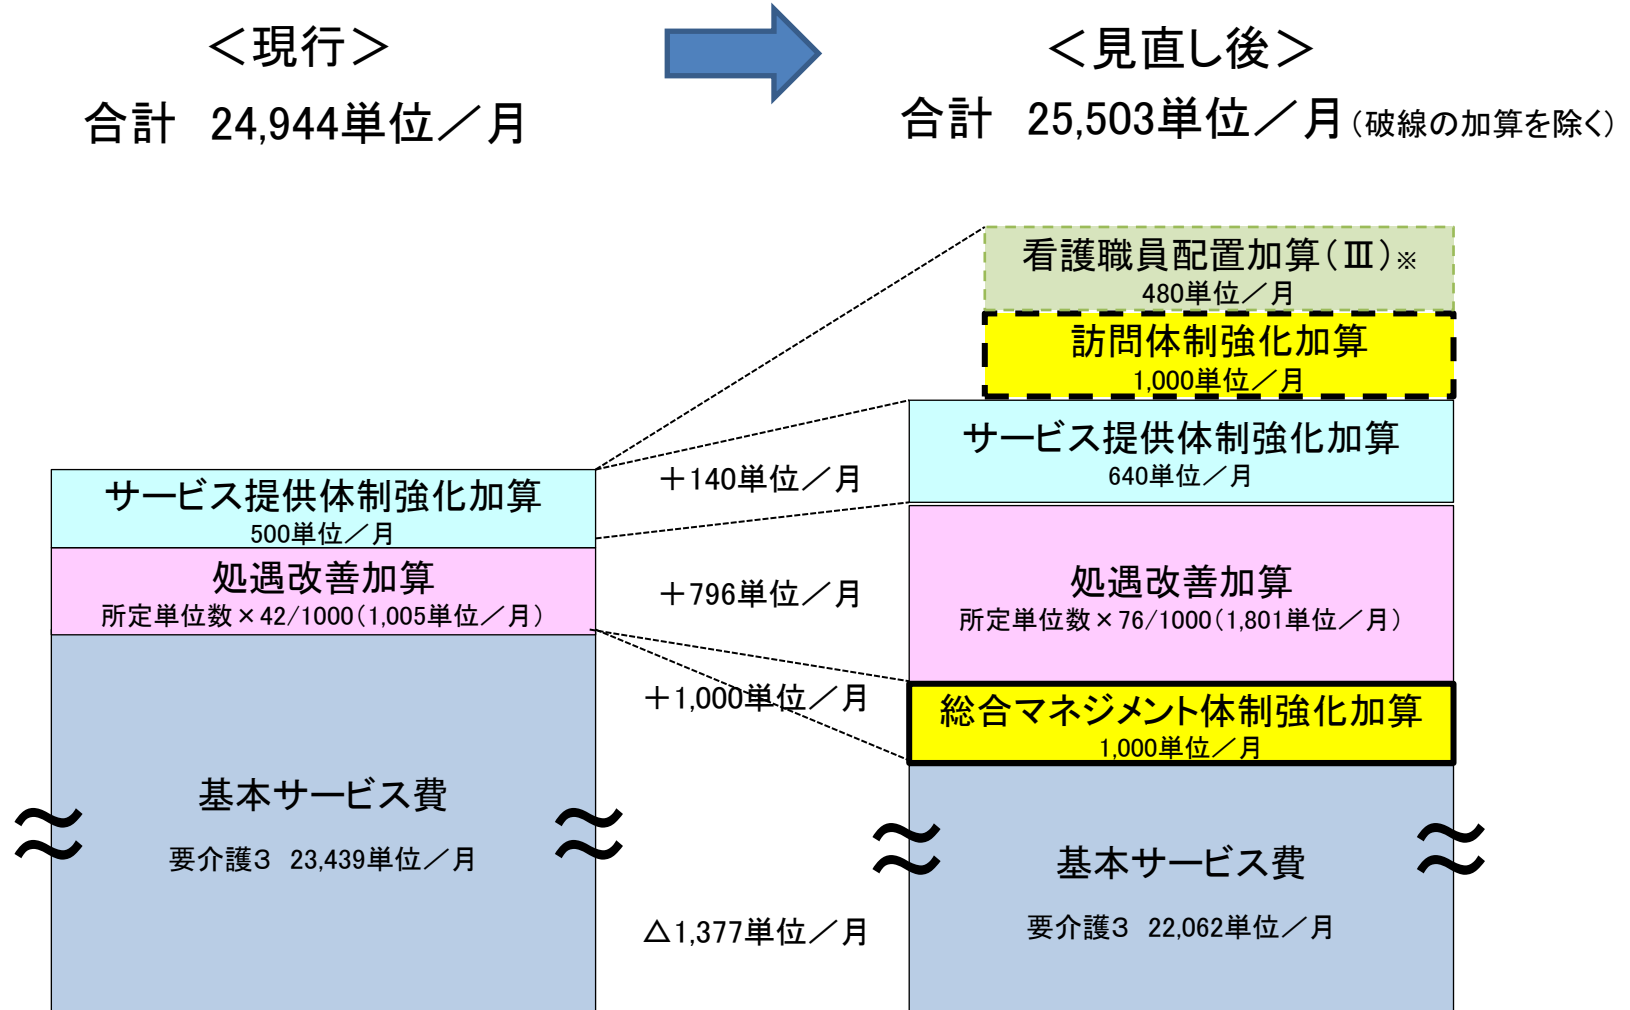 ＜現行＞
合計　24,944単位／月
＜見直し後＞
合計　25,503単位／月（破線の加算を除く）
サービス提供体制強化加算
500単位／月
処遇改善加算
所定単位数×42/1000（1,005単位／月）
基本サービス費
要介護３　23,439単位／月
＋140単位／月
＋796単位／月
＋1,000単位／月
△1,377単位／月
看護職員配置加算（Ⅲ）※
480単位／月
訪問体制強化加算
1,000単位／月
サービス提供体制強化加算
640単位／月
処遇改善加算
所定単位数×76/1000（1,801単位／月）
総合マネジメント体制強化加算
1,000単位／月
基本サービス費
要介護３　22,062単位／月